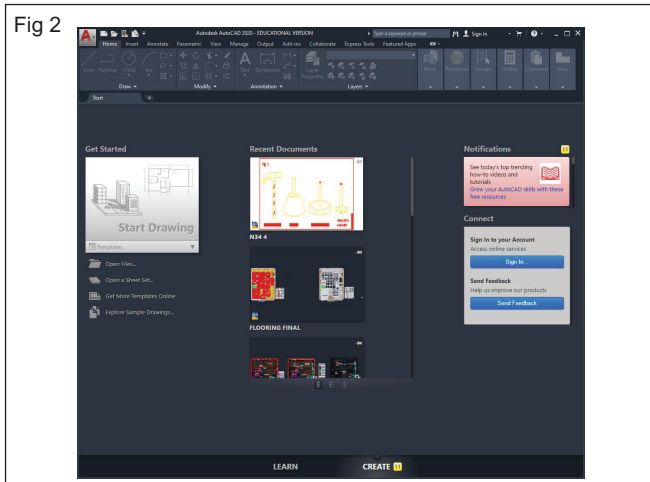 Fig 2
Autodesk AutoCAD 2020 - EDUCATIONAL VERSION
Type a keyword or phrase
Sign In
Home Insert Annotate Parametric View Manage Output Add-ins Collaborate Express Tools Featured Apps
Line Polyline Circle Arc
Text Dimension
Layer Properties
Block Properties Groups Utilities Clipboard View
Draw Modify Annotation Layers
Start
Get Started
Start Drawing
Templates
Open Files...
Open a Sheet Set...
Get More Templates Online
Explore Sample Drawings...
Recent Documents
N34 4
FLOORING FINAL
Notifications
See today's top trending
how-to videos and
tutorials
Grow your AutoCAD skills with these
free resources
Connect
Sign In to your Account
Access online services
Sign In...
Send Feedback
Help us improve our products
Send Feedback
LEARN
CREATE